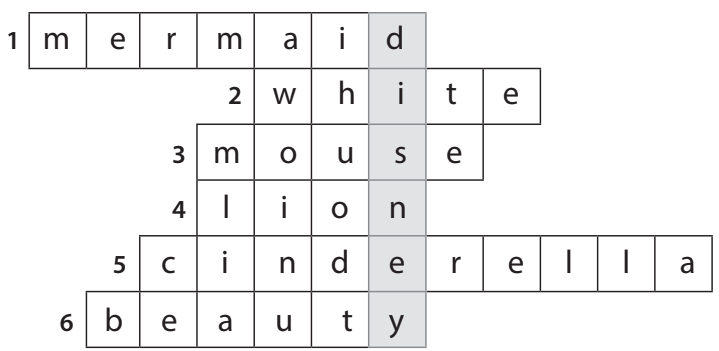 1 m e r m a i d
2 w h i t e
3 m o u s e
4 l i o n
5 c i n d e r e l l a
6 b e a u t y